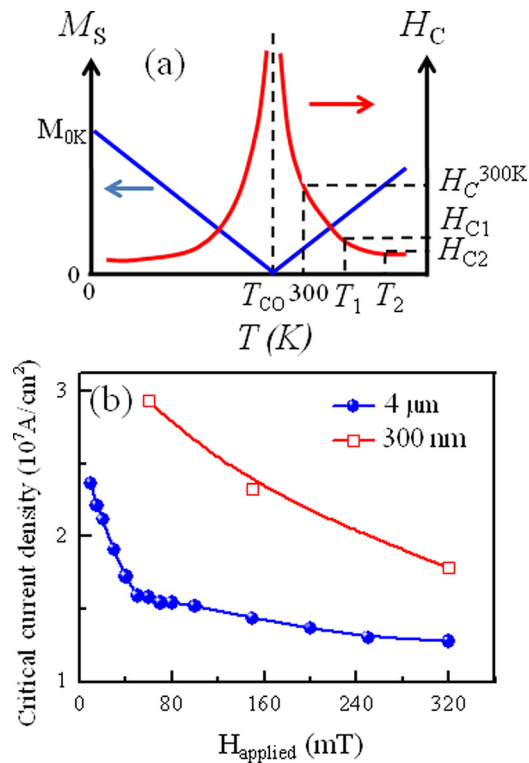 M_S (a) H_C
M_0K
H_C^300K
H_C1
H_C2
0
0 T_CO 300 T_1 T_2
T (K)
(b)
4 μm
300 nm
Critical current density (10^7A/cm^2)
3
2
1
0 80 160 240 320
H_applied (mT)